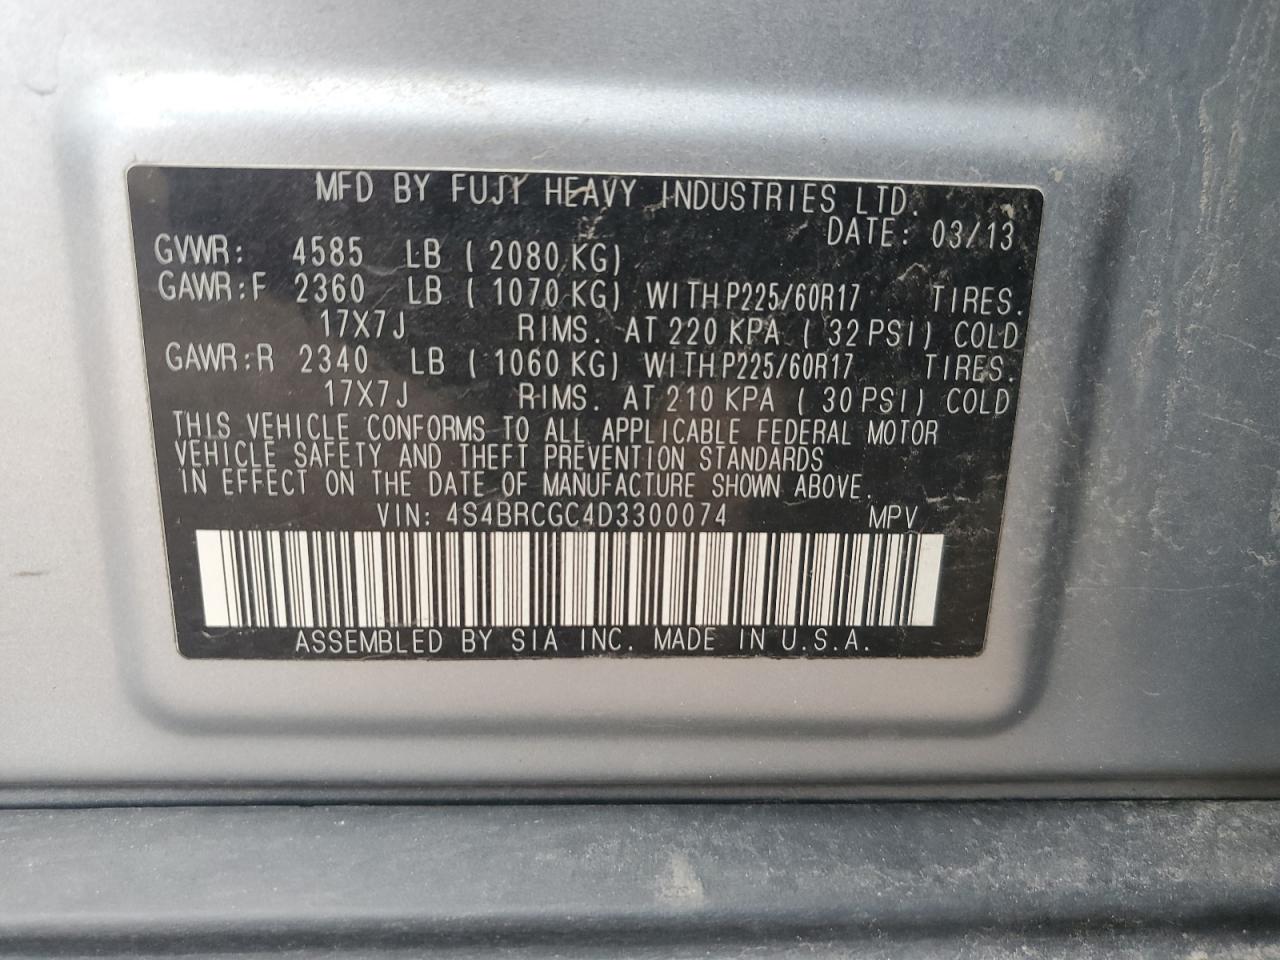 MFD BY FUJI HEAVY INDUSTRIES LTD.
DATE: 03/13
GVWR: 4585 LB ( 2080 KG)
GAWR:F 2360 LB ( 1070 KG) WITH P225/60R17 TIRES.
17X7J RIMS. AT 220 KPA ( 32 PSI) COLD
GAWR:R 2340 LB ( 1060 KG) WITH P225/60R17 TIRES.
17X7J RIMS. AT 210 KPA ( 30 PSI) COLD
THIS VEHICLE CONFORMS TO ALL APPLICABLE FEDERAL MOTOR
VEHICLE SAFETY AND THEFT PREVENTION STANDARDS
IN EFFECT ON THE DATE OF MANUFACTURE SHOWN ABOVE.
VIN: 4S4BRCGC4D3300074 MPV
ASSEMBLED BY SIA INC. MADE IN U.S.A.